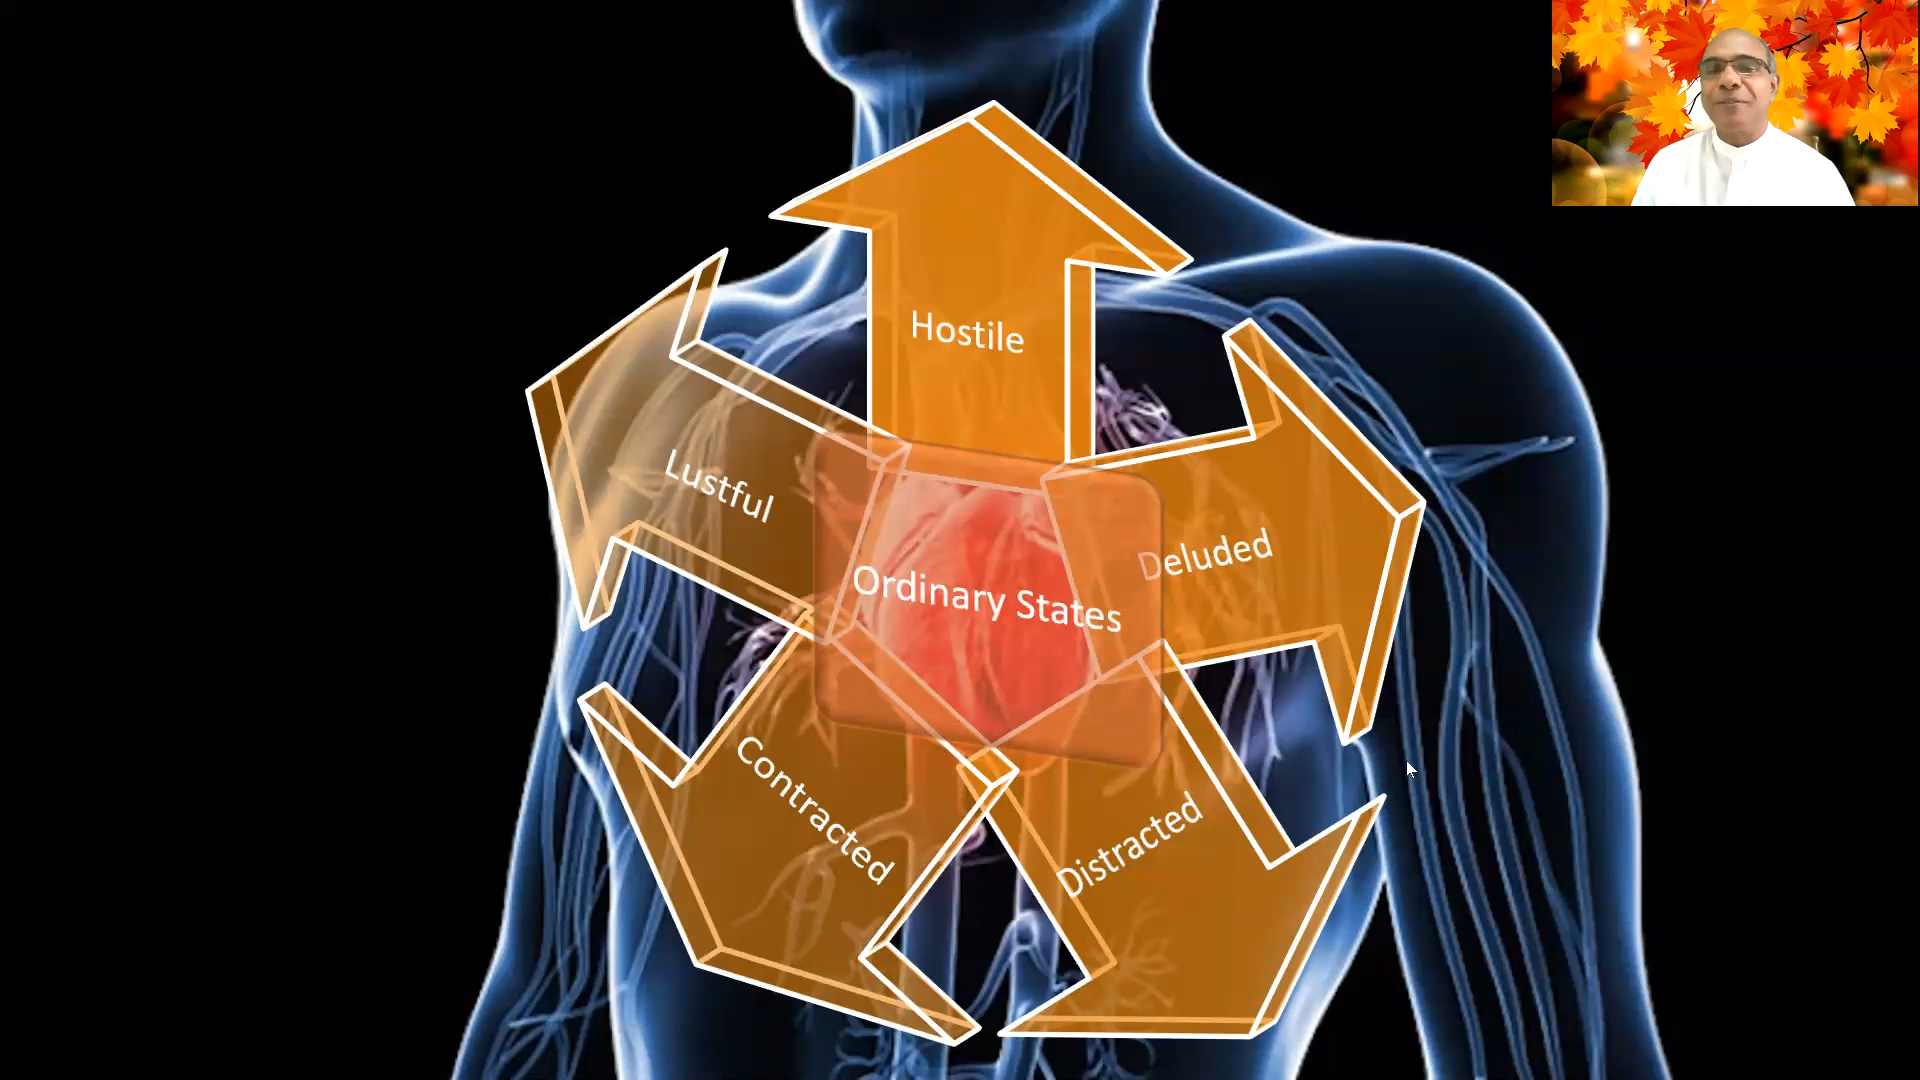 Hostile
Lustful
Deluded
Ordinary States
Contracted
Distracted